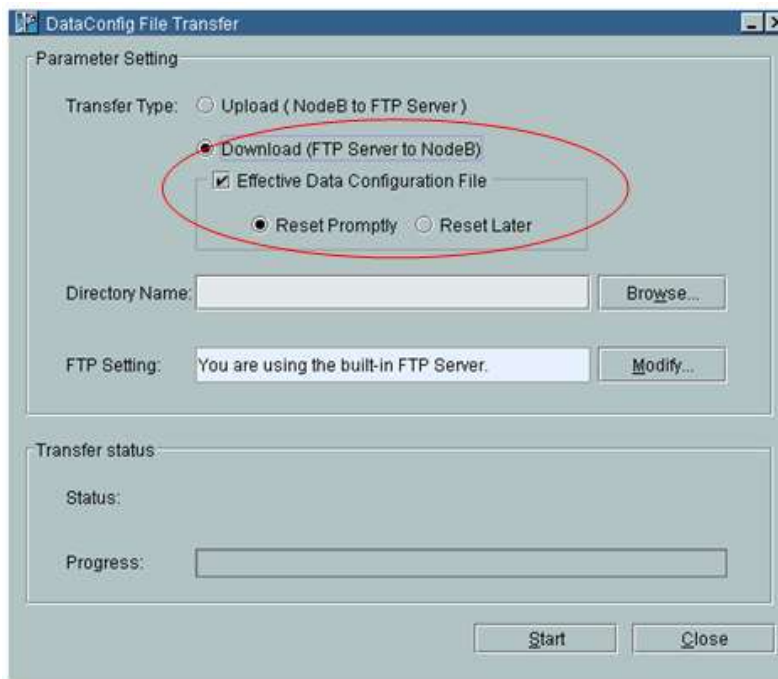 DataConfig File Transfer
Parameter Setting
Transfer Type: Upload ( NodeB to FTP Server )
Download (FTP Server to NodeB)
Effective Data Configuration File
Reset Promptly Reset Later
Directory Name: Browse...
FTP Setting: You are using the built-in FTP Server. Modify...
Transfer status
Status:
Progress:
Start Close